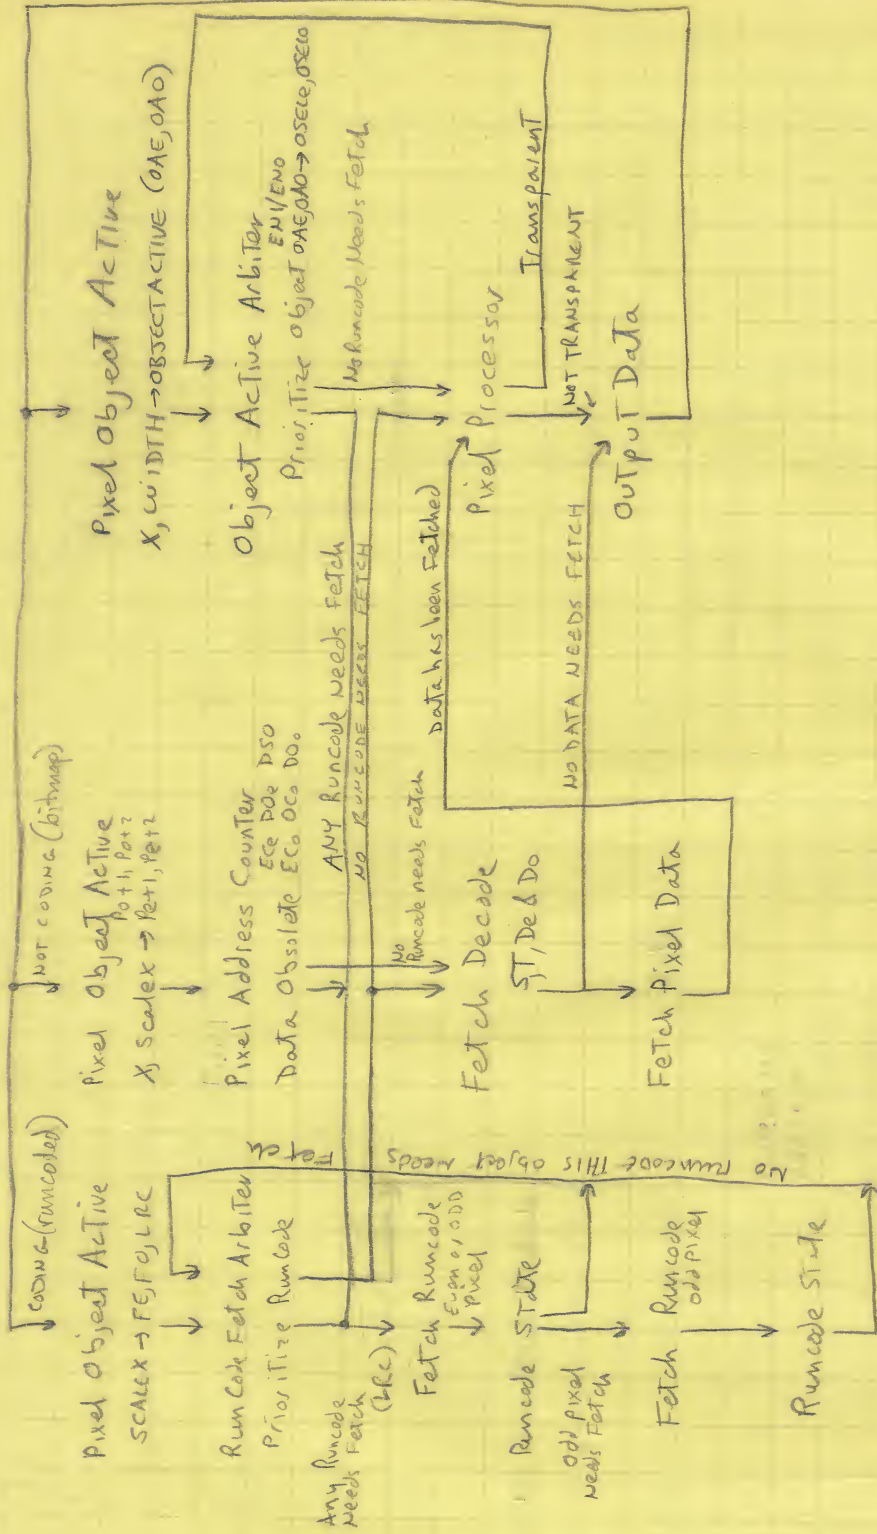 CODING (runcoded)
Pixel Object Active
SCALEX → FE, FO, LRC
Run Code Fetch Arbiter
Prioritize RunCode
Any Runcode
Needs Fetch
(LRC)
Fetch Runcode
Even or ODD
pixel
Runcode State
odd pixel
Needs Fetch
Fetch Runcode
odd pixel
Runcode State
No runcode THIS object needs
Fetch
NOT CODING (bitmap)
Pixel Object Active
Po+1, Po+2
X, Scalex → Pe+1, Pe+2
Pixel Address Counter
ECe DOe DSO
Data Obsolete ECo OCo DOo
ANY Runcode Needs Fetch
NO RUNCODE NEEDS FETCH
No
Runcode needs Fetch
Fetch Decode
S,T, De & Do
Fetch Pixel Data
Data has been Fetched
NO DATA NEEDS FETCH
Pixel Object Active
X, WIDTH → OBJECTACTIVE (OAE, OAO)
Object Active Arbiter
EN1/ENO
Prioritize Object OAE, OAO → OSELE, OSELO
No Runcode Needs Fetch
Pixel Processor
Transparent
NOT TRANSPARENT
Output Data